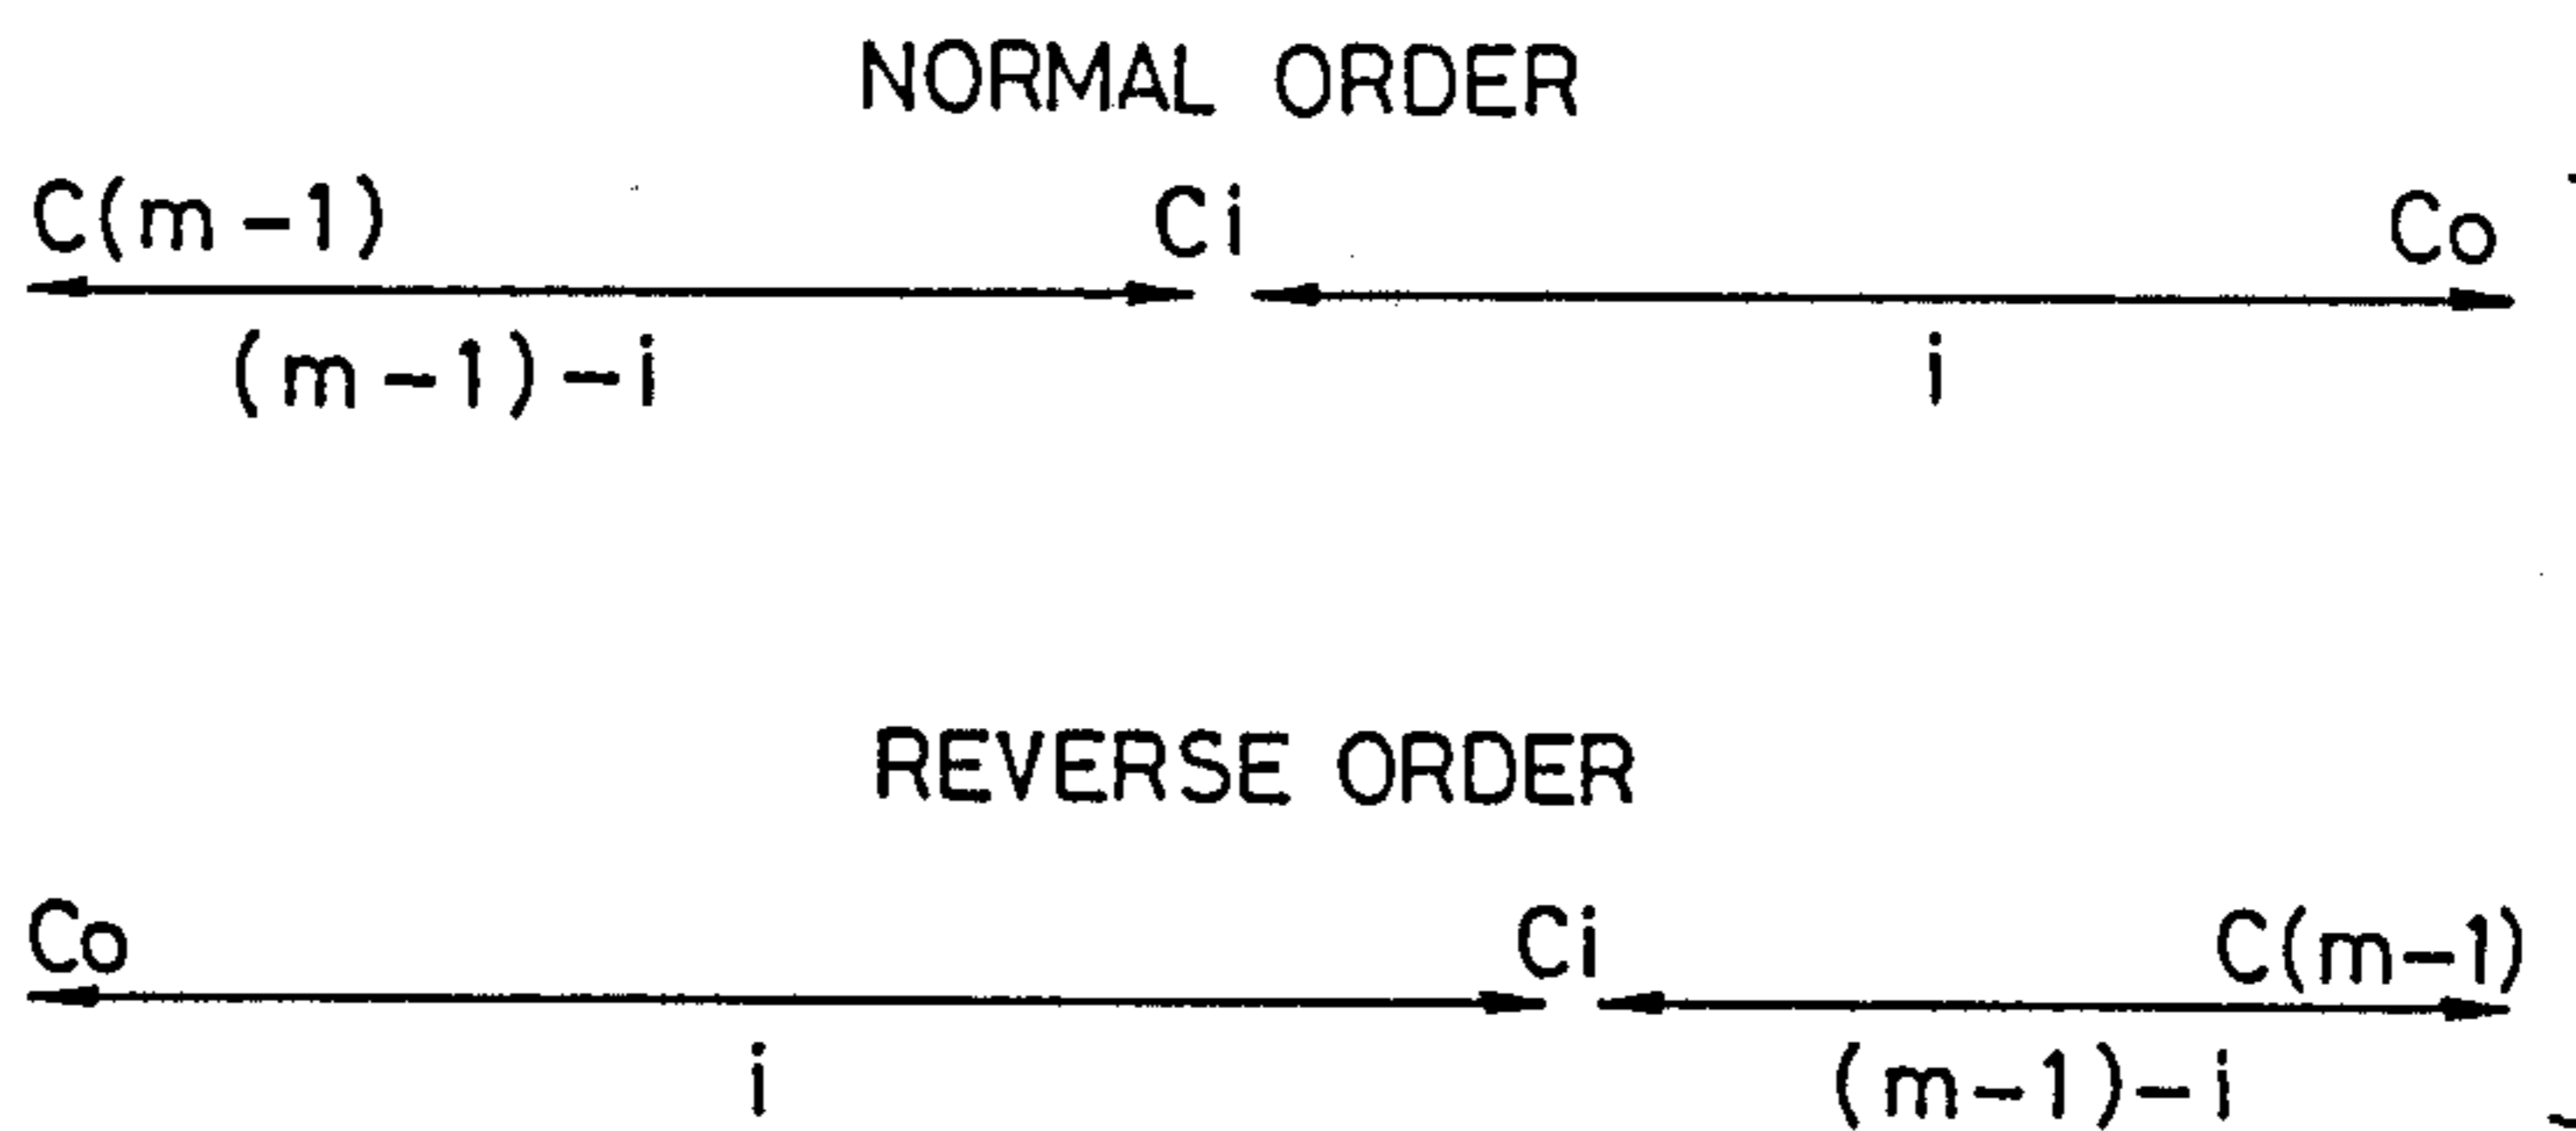 NORMAL ORDER
C(m-1) Ci Co
(m-1)-i i
REVERSE ORDER
Co Ci C(m-1)
i (m-1)-i